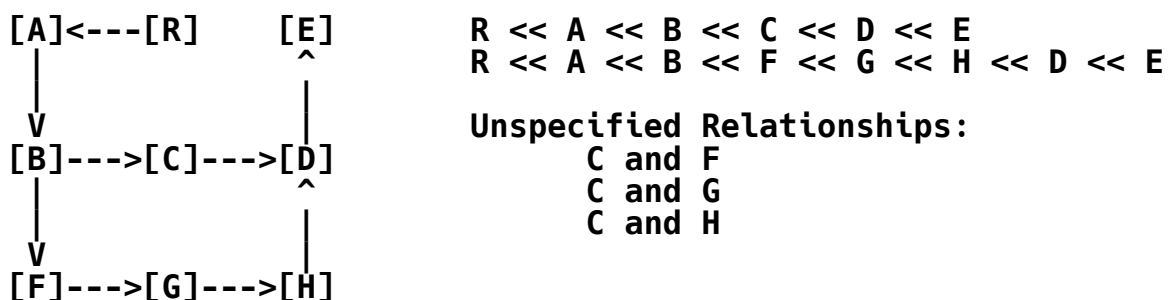 [A]<---[R]    [E]         R << A << B << C << D << E
 |                   ^         R << A << B << F << G << H << D << E
 |                   |
 V                   |         Unspecified Relationships:
[B]--->[C]--->[D]               C and F
 |                   ^               C and G
 |                   |               C and H
 V                   |
[F]--->[G]--->[H]